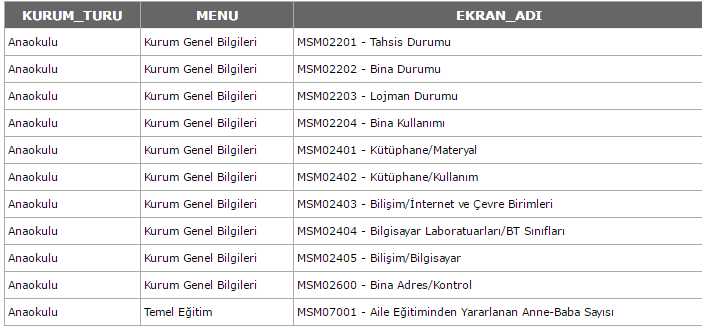 KURUM_TURU MENU EKRAN_ADI
Anaokulu Kurum Genel Bilgileri MSM02201 - Tahsis Durumu
Anaokulu Kurum Genel Bilgileri MSM02202 - Bina Durumu
Anaokulu Kurum Genel Bilgileri MSM02203 - Lojman Durumu
Anaokulu Kurum Genel Bilgileri MSM02204 - Bina Kullanımı
Anaokulu Kurum Genel Bilgileri MSM02401 - Kütüphane/Materyal
Anaokulu Kurum Genel Bilgileri MSM02402 - Kütüphane/Kullanım
Anaokulu Kurum Genel Bilgileri MSM02403 - Bilişim/İnternet ve Çevre Birimleri
Anaokulu Kurum Genel Bilgileri MSM02404 - Bilgisayar Laboratuarları/BT Sınıfları
Anaokulu Kurum Genel Bilgileri MSM02405 - Bilişim/Bilgisayar
Anaokulu Kurum Genel Bilgileri MSM02600 - Bina Adres/Kontrol
Anaokulu Temel Eğitim MSM07001 - Aile Eğitiminden Yararlanan Anne-Baba Sayısı